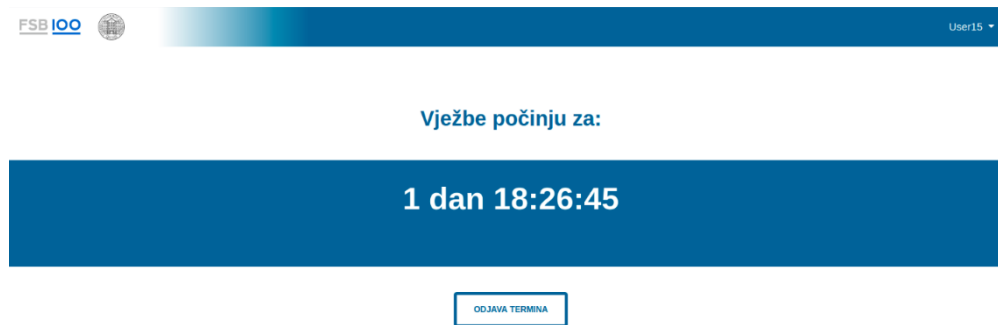 FSB 100
User15
Vježbe počinju za:
1 dan 18:26:45
ODJAVA TERMINA